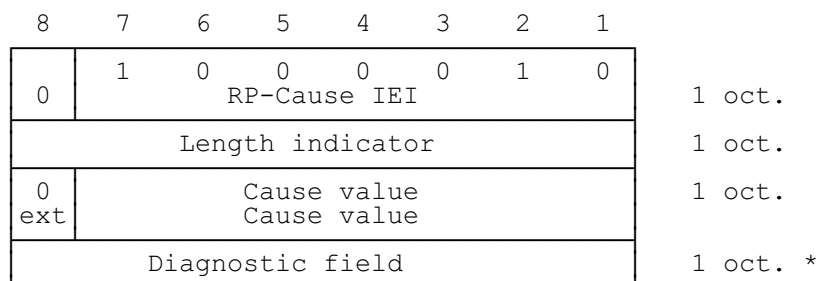 8 7 6 5 4 3 2 1
1 0 0 0 0 1 0
0 RP-Cause IEI 1 oct.
Length indicator 1 oct.
0 Cause value 1 oct.
ext Cause value
Diagnostic field 1 oct. *